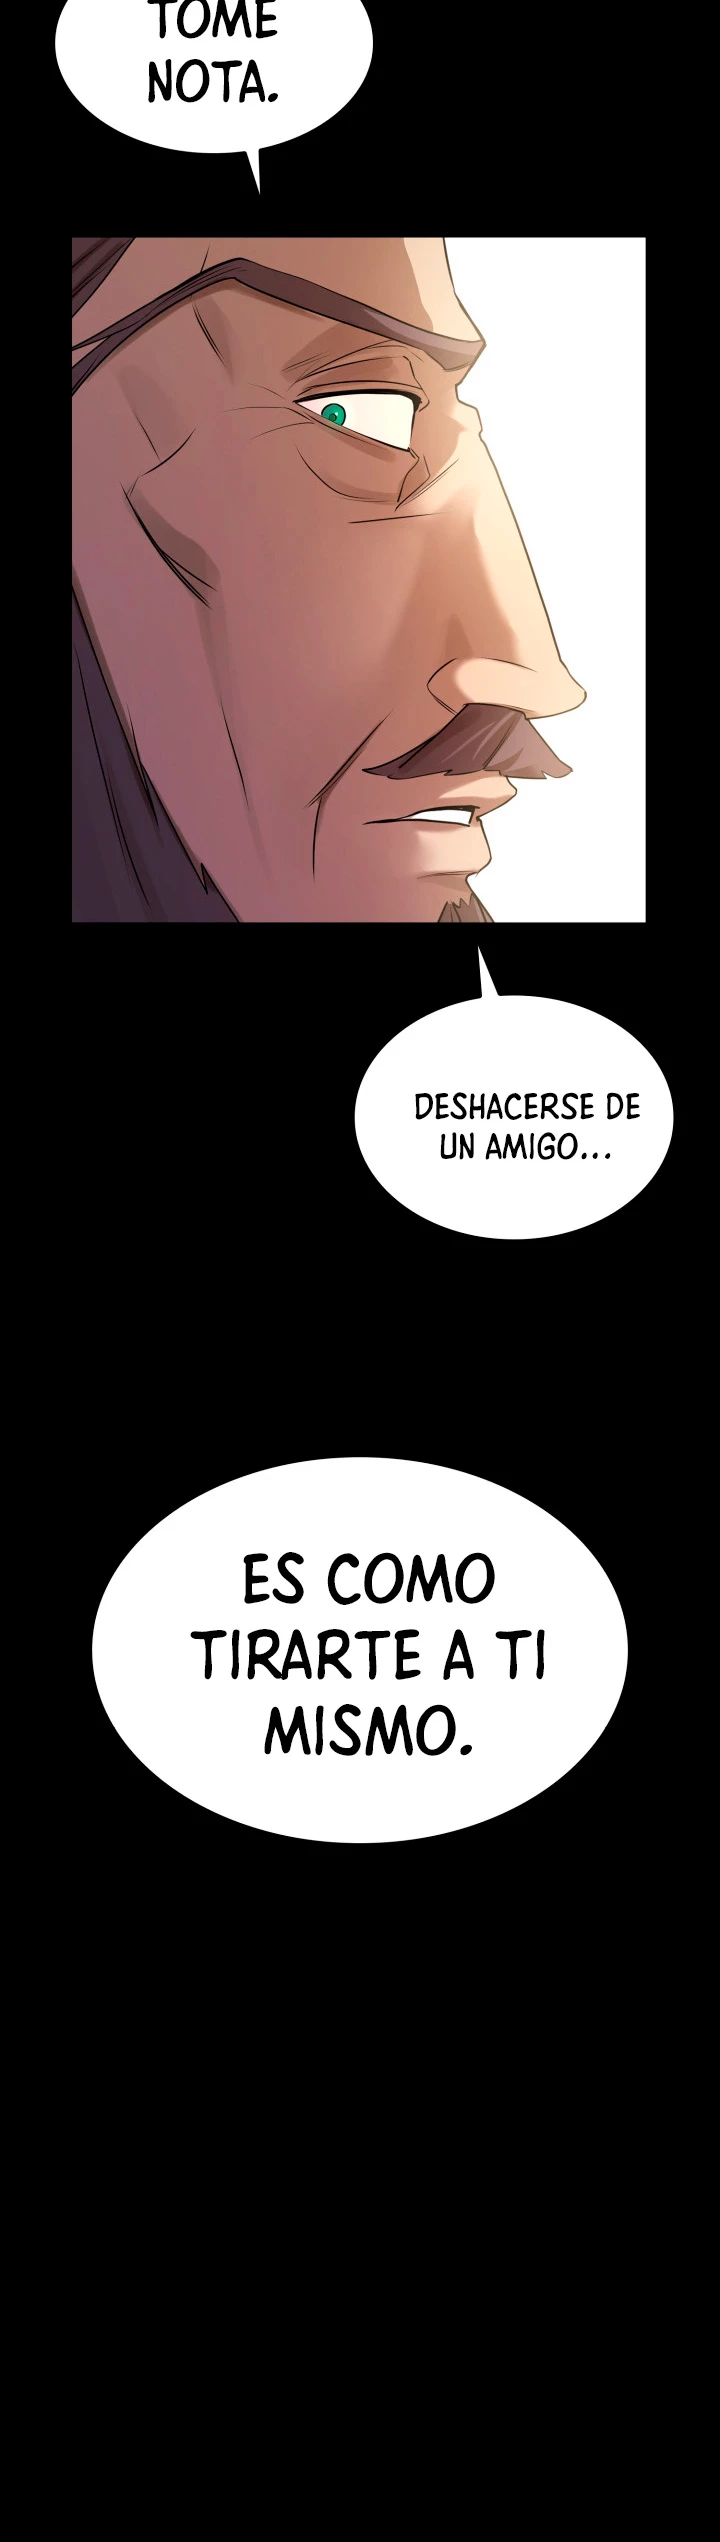 TOME
NOTA.
DESHACERSE DE
UN AMIGO...
ES COMO
TIRARTE A TI
MISMO.